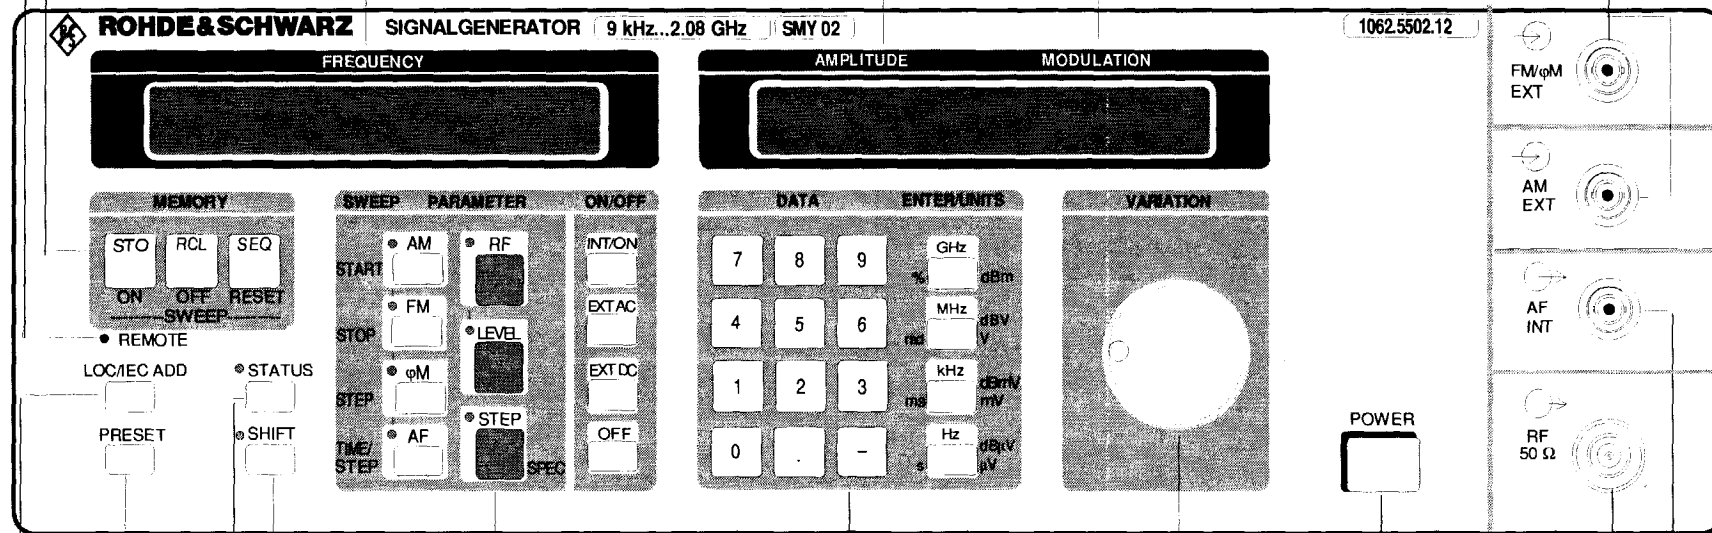 R&S ROHDE&SCHWARZ SIGNALGENERATOR 9 kHz...2.08 GHz SMY 02 1062.5502.12
FREQUENCY
AMPLITUDE MODULATION
MEMORY
STO RCL SEQ
ON OFF RESET
SWEEP
REMOTE
LOC/IEC ADD STATUS
PRESET SHIFT
SWEEP PARAMETER ON/OFF
AM RF INT/ON
START
FM EXT AC
STOP LEVEL
φM EXT DC
STEP
STEP
AF OFF
TIME/
STEP SPEC
DATA ENTER/UNITS
7 8 9 GHz
% dBm
4 5 6 MHz dBV
rad V
1 2 3 kHz dBmV
ms mV
0 . – Hz dBµV
s µV
VARIATION
POWER
FM/φM
EXT
AM
EXT
AF
INT
RF
50 Ω